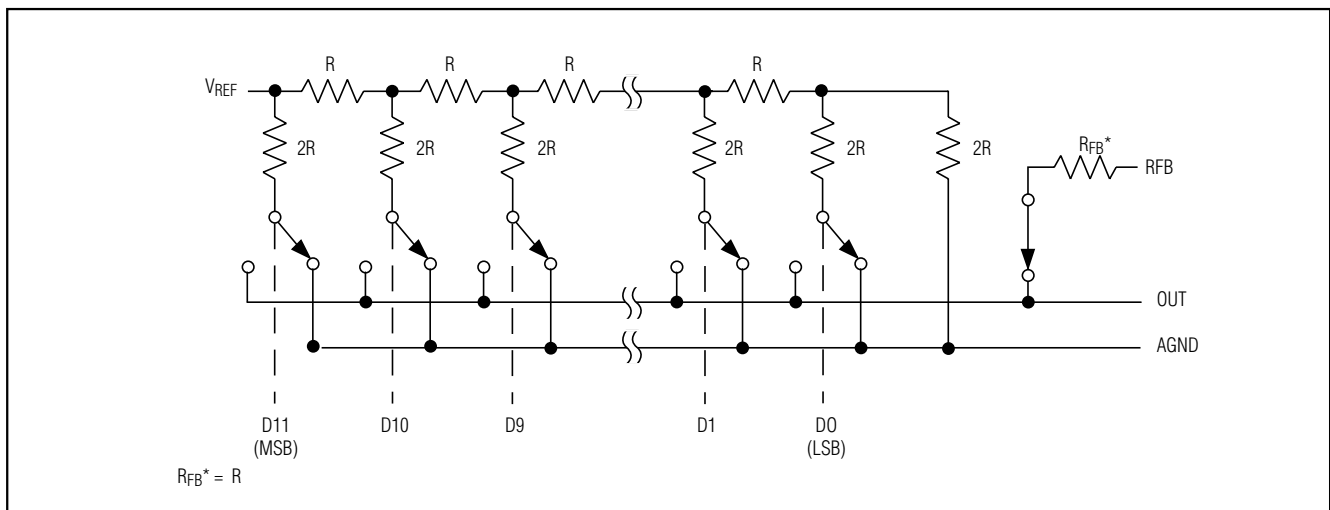 R R R R
VREF
2R 2R 2R 2R 2R 2R
RFB*
RFB
OUT
AGND
D11 D10 D9 D1 D0
(MSB) (LSB)
RFB* = R